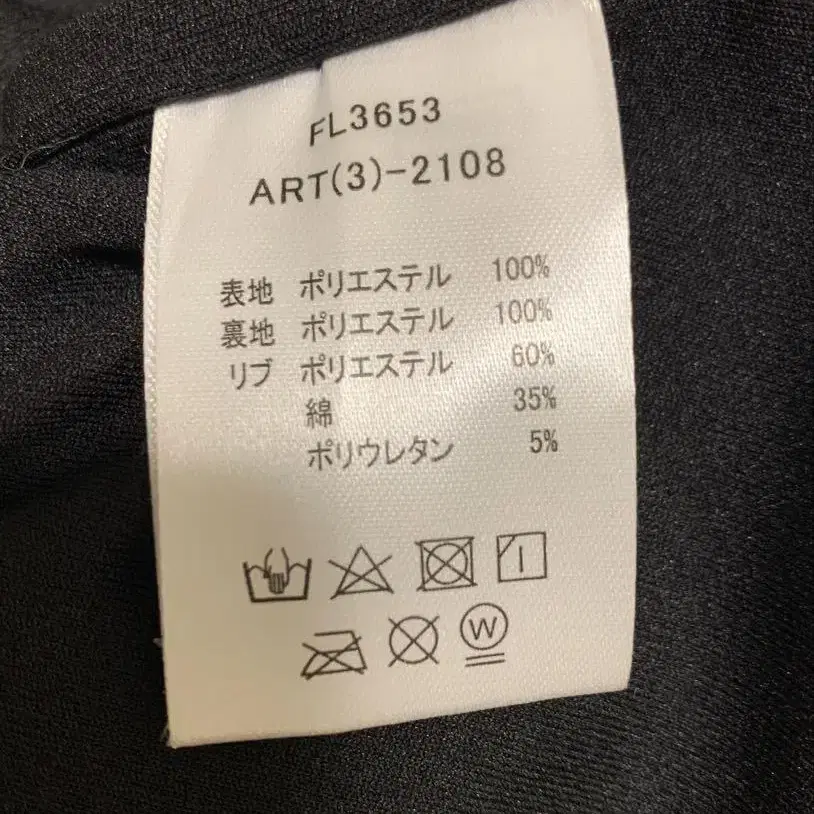 FL3653
ART(3)-2108
表地 ポリエステル 100%
裏地 ポリエステル 100%
リブ ポリエステル 60%
綿 35%
ポリウレタン 5%
W